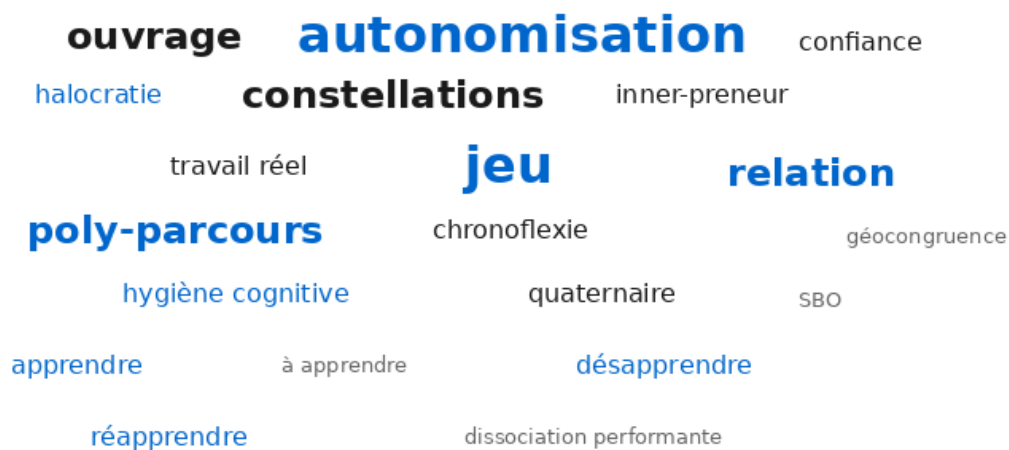 ouvrage autonomisation confiance
halocratie constellations inner-preneur
travail réel jeu relation
poly-parcours chronoflexie géocongruence
hygiène cognitive quaternaire SBO
apprendre à apprendre désapprendre
réapprendre dissociation performante